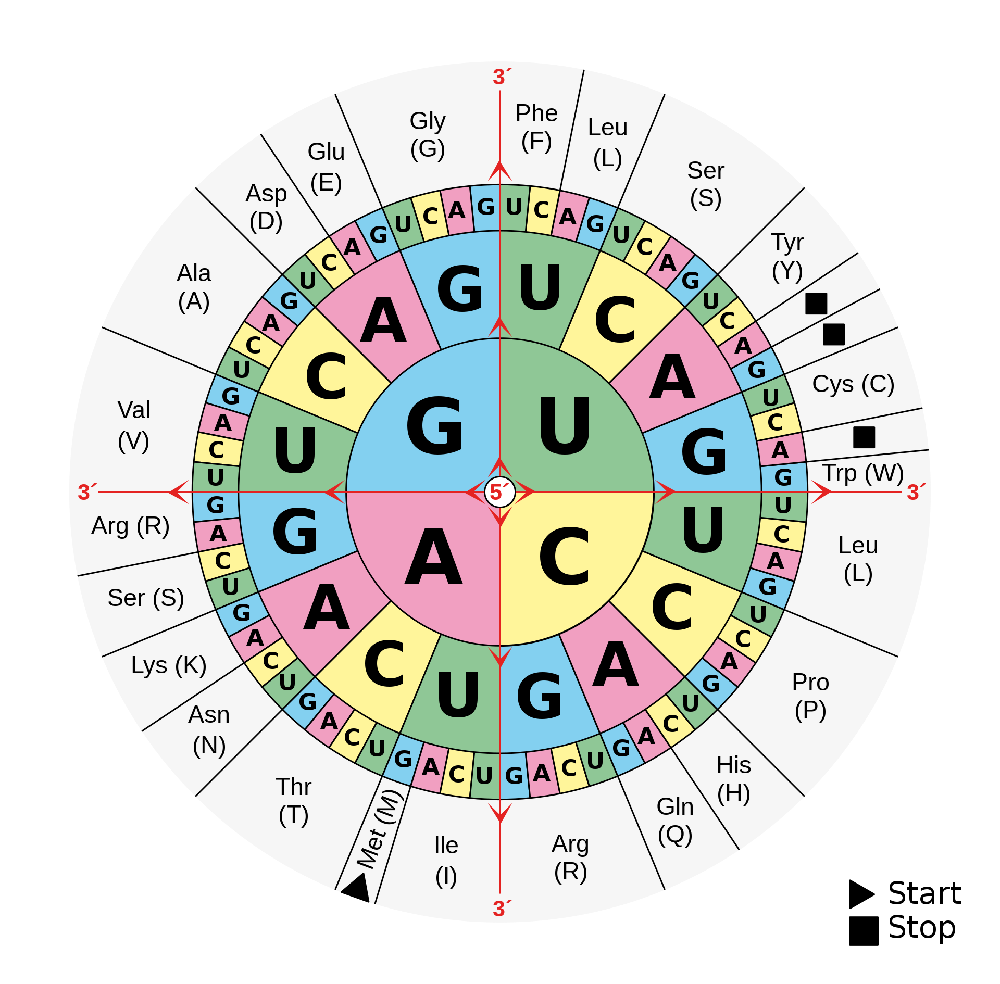 3´
Phe
(F)
Leu
(L)
Ser
(S)
Tyr
(Y)
Cys (C)
Trp (W)
3´
Leu
(L)
Pro
(P)
His
(H)
Gln
(Q)
Arg
(R)
3´
Ile
(I)
Met (M)
Thr
(T)
Asn
(N)
Lys (K)
Ser (S)
Arg (R)
3´
Val
(V)
Ala
(A)
Asp
(D)
Glu
(E)
Gly
(G)
U C A G U C A G U C A G U C A G
U C A G U C A G U C A G U C A G
G A C U G A C U G A C U G A C U
U C A G U C A G U C A G U C A G
U C A G
U C A G
G A C U
U C A G
G U
A C
5´
Start
Stop